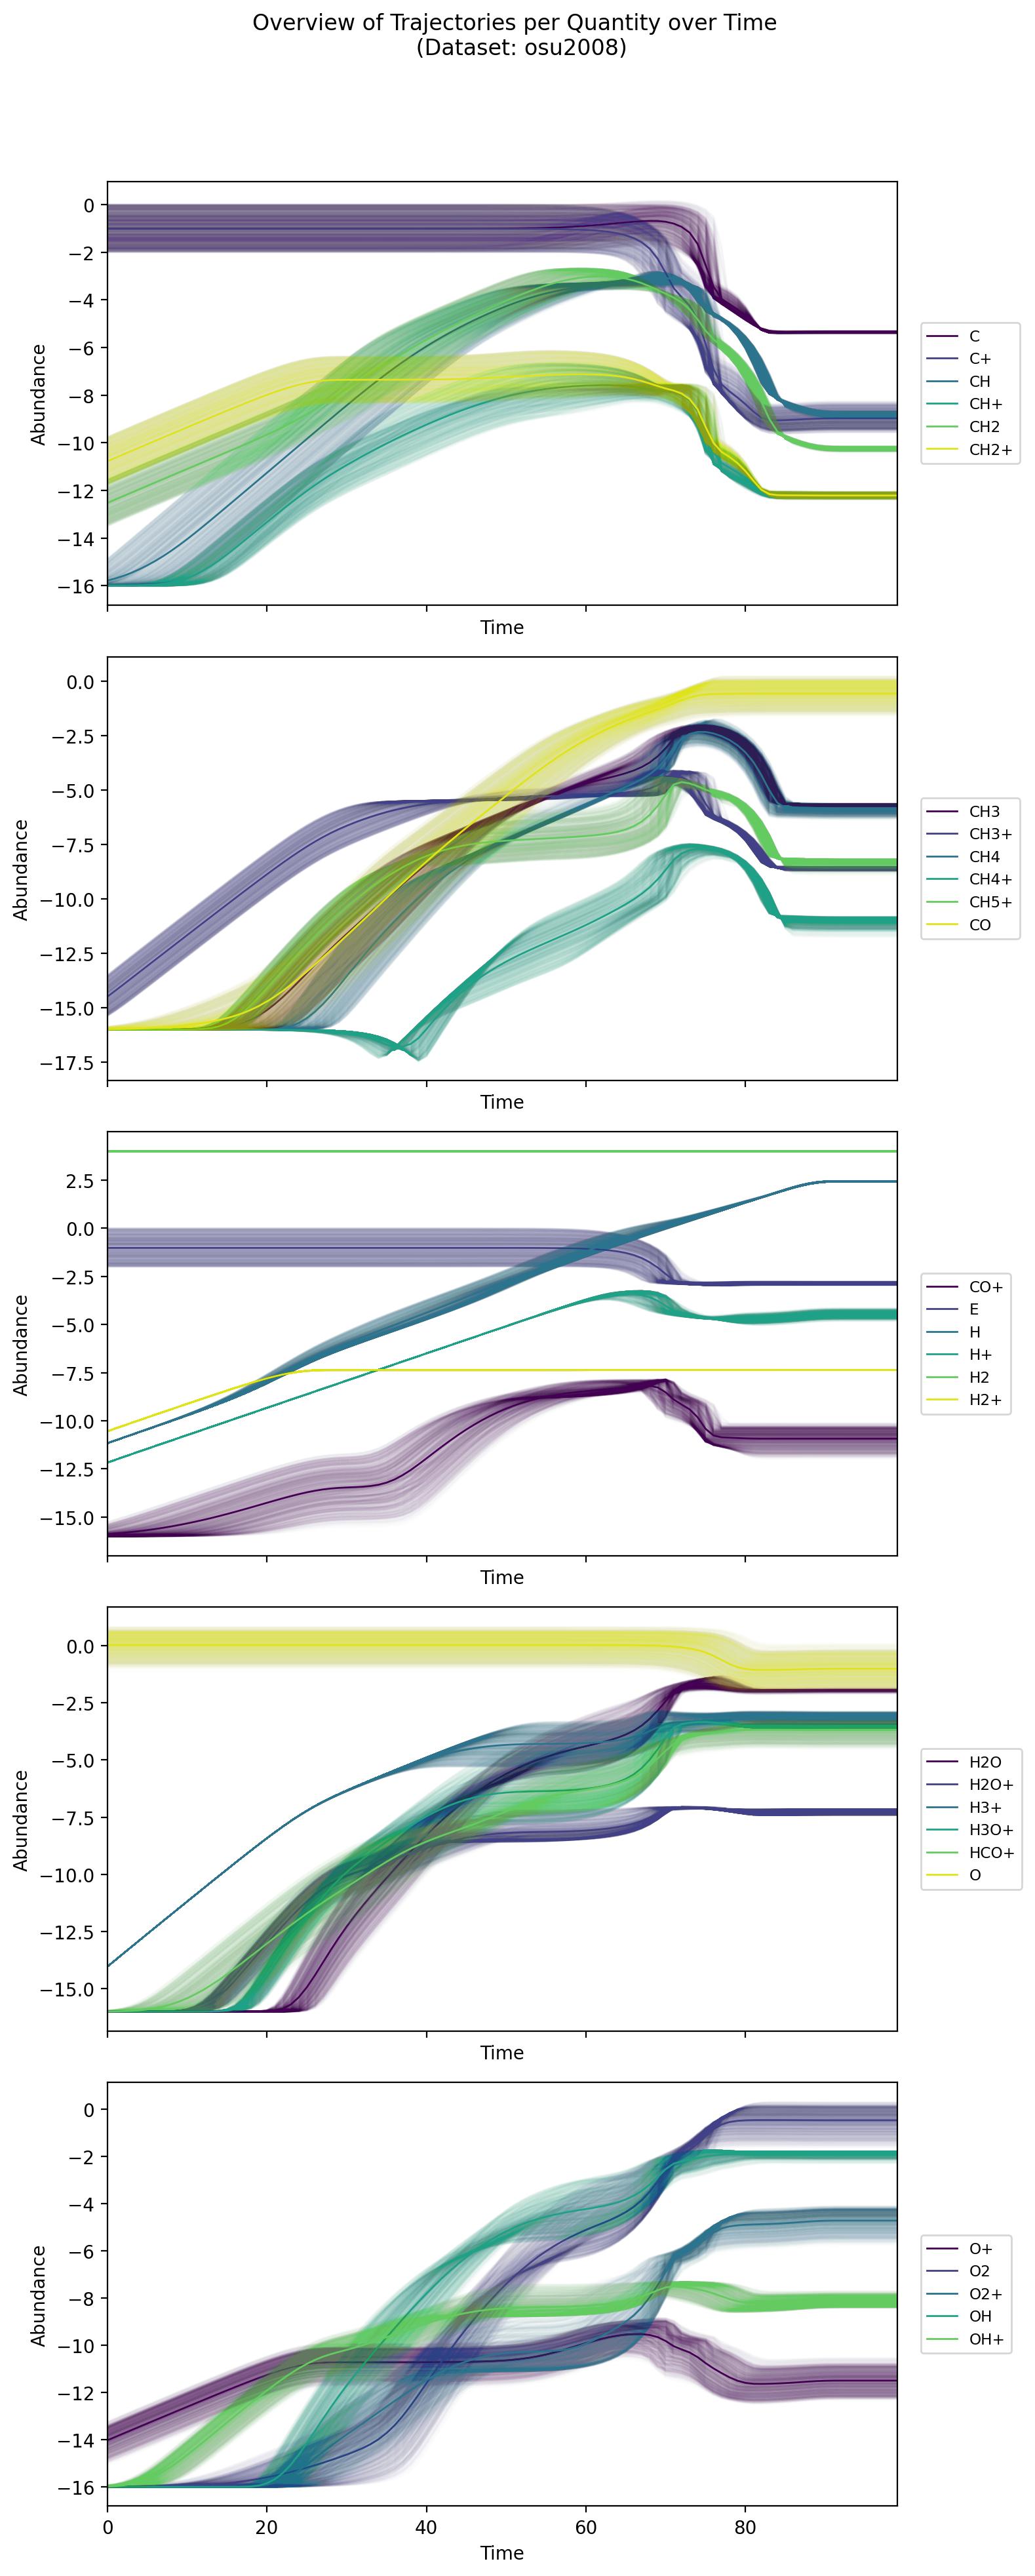 Overview of Trajectories per Quantity over Time
(Dataset: osu2008)
0
−2
−4
−6
−8
−10
−12
−14
−16
Abundance
Time
C
C+
CH
CH+
CH2
CH2+
0.0
−2.5
−5.0
−7.5
−10.0
−12.5
−15.0
−17.5
Abundance
Time
CH3
CH3+
CH4
CH4+
CH5+
CO
2.5
0.0
−2.5
−5.0
−7.5
−10.0
−12.5
−15.0
Abundance
Time
CO+
E
H
H+
H2
H2+
0.0
−2.5
−5.0
−7.5
−10.0
−12.5
−15.0
Abundance
Time
H2O
H2O+
H3+
H3O+
HCO+
O
0
−2
−4
−6
−8
−10
−12
−14
−16
Abundance
0 20 40 60 80
Time
O+
O2
O2+
OH
OH+